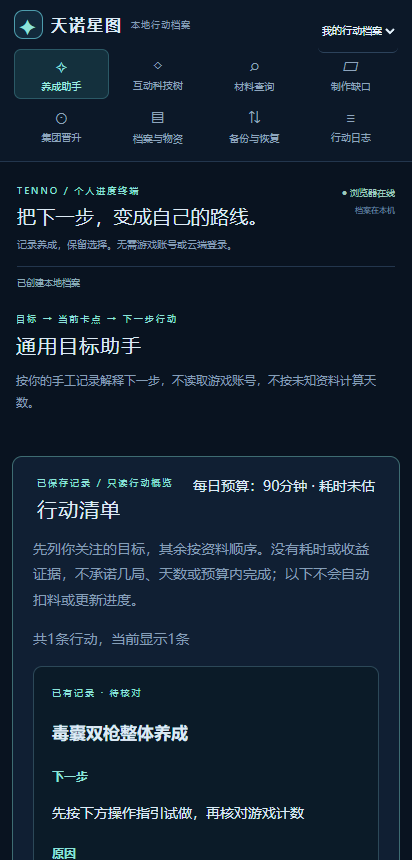 天诺星图 本地行动档案
我的行动档案
养成助手 互动科技树 材料查询 制作缺口
集团晋升 档案与物资 备份与恢复 行动日志
TENNO / 个人进度终端
浏览器在线
把下一步，变成自己的路线。
档案在本机
记录养成，保留选择。无需游戏账号或云端登录。
已创建本地档案
目标 → 当前卡点 → 下一步行动
通用目标助手
按你的手工记录解释下一步，不读取游戏账号，不按未知资料计算天
数。
已保存记录 / 只读行动概览
每日预算：90分钟 · 耗时未估
行动清单
先列你关注的目标，其余按资料顺序。没有耗时或收益
证据，不承诺几局、天数或预算内完成；以下不会自动
扣料或更新进度。
共1条行动，当前显示1条
已有记录 · 待核对
毒囊双枪整体养成
下一步
先按下方操作指引试做，再核对游戏计数
原因